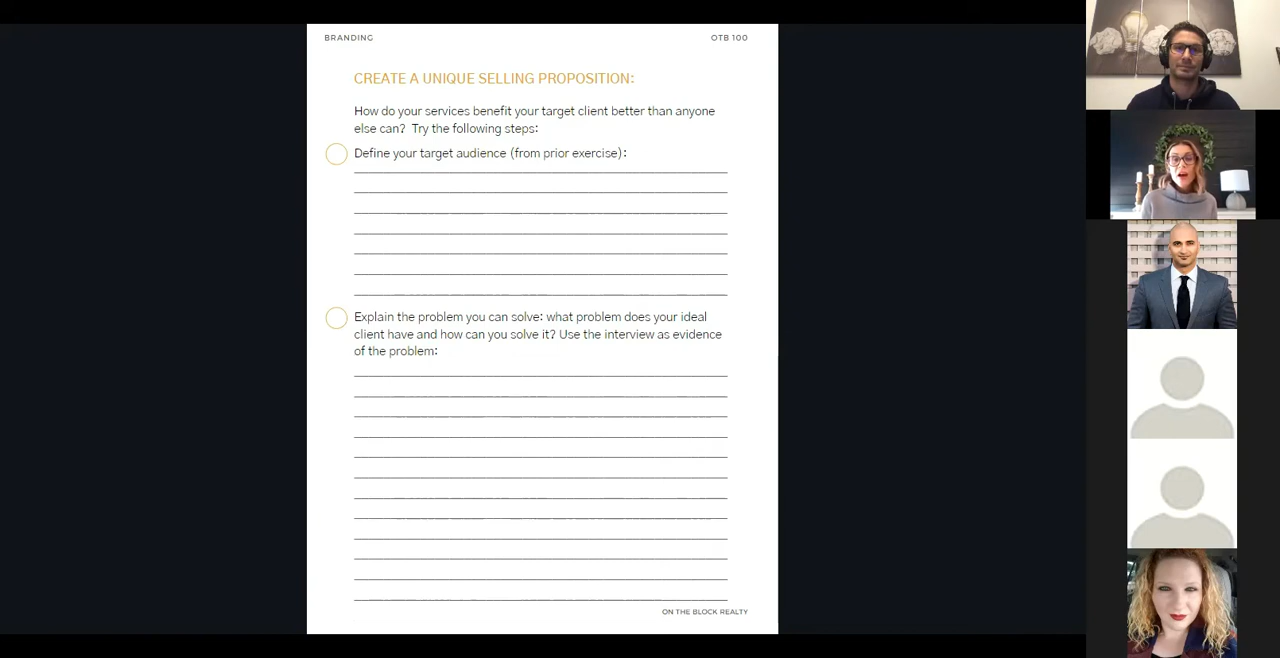 BRANDING
OTB 100
CREATE A UNIQUE SELLING PROPOSITION:
How do your services benefit your target client better than anyone
else can?  Try the following steps:
Define your target audience (from prior exercise):
Explain the problem you can solve: what problem does your ideal
client have and how can you solve it? Use the interview as evidence
of the problem:
ON THE BLOCK REALTY